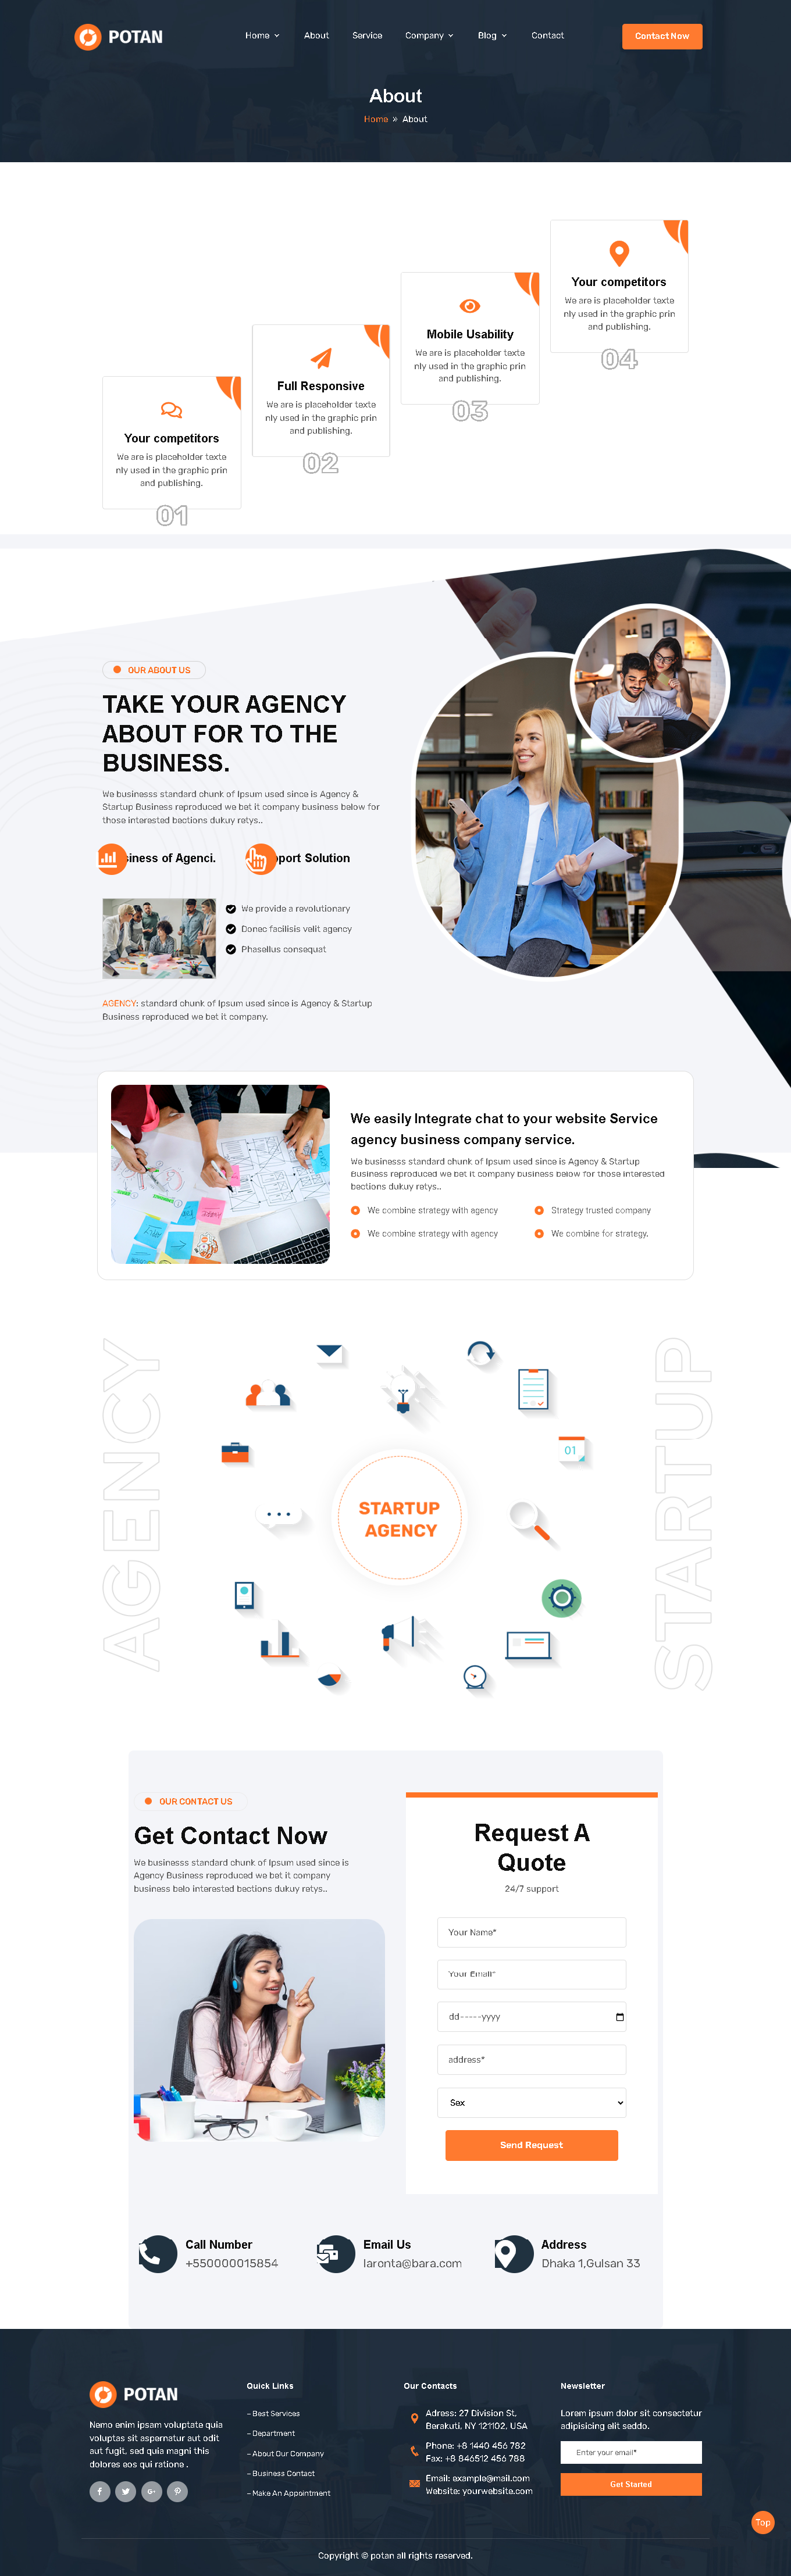 POTAN
Home About Service Company Blog Contact
Contact Now
About
Home » About
Your competitors
We are is placeholder texte
nly used in the graphic prin
and publishing.
04
Mobile Usability
We are is placeholder texte
nly used in the graphic prin
and publishing.
03
Full Responsive
We are is placeholder texte
nly used in the graphic prin
and publishing.
02
Your competitors
We are is placeholder texte
nly used in the graphic prin
and publishing.
01
OUR ABOUT US
TAKE YOUR AGENCY
ABOUT FOR TO THE
BUSINESS.
We businesss standard chunk of Ipsum used since is Agency &
Startup Business reproduced we bet it company business below for
those interested bections dukuy retys..
siness of Agenci.
port Solution
We provide a revolutionary
Donec facilisis velit agency
Phasellus consequat
AGENCY: standard chunk of Ipsum used since is Agency & Startup
Business reproduced we bet it company.
We easily Integrate chat to your website Service
agency business company service.
We businesss standard chunk of Ipsum used since is Agency & Startup
Business reproduced we bet it company business below for those interested
bections dukuy retys..
We combine strategy with agency
Strategy trusted company
We combine strategy with agency
We combine for strategy.
AGENCY
01
STARTUP
AGENCY
STARTUP
OUR CONTACT US
Get Contact Now
We businesss standard chunk of Ipsum used since is
Agency Business reproduced we bet it company
business belo interested bections dukuy retys..
Request A
Quote
24/7 support
Your Name*
Your Email*
dd-----yyyy
address*
Sex
Send Request
Call Number
+550000015854
Email Us
laronta@bara.com
Address
Dhaka 1,Gulsan 33
POTAN
Nemo enim ipsam voluptate quia
voluptas sit aspernatur aut odit
aut fugit, sed quia magni this
dolores eos qui ratione .
Quick Links
– Best Services
– Department
– About Our Company
– Business Contact
– Make An Appointment
Our Contacts
Adress: 27 Division St,
Berakuti, NY 121102, USA
Phone: +8 1440 456 782
Fax: +8 846512 456 788
Email: example@mail.com
Website: yourwebsite.com
Newsletter
Lorem ipsum dolor sit consectetur
adipisicing elit seddo.
Enter your email*
Get Started
Top
Copyright © potan all rights reserved.